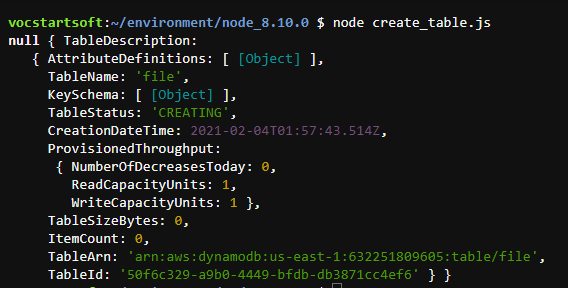 vocstartsoft:~/environment/node_8.10.0 $ node create_table.js
null { TableDescription:
   { AttributeDefinitions: [ [Object] ],
     TableName: 'file',
     KeySchema: [ [Object] ],
     TableStatus: 'CREATING',
     CreationDateTime: 2021-02-04T01:57:43.514Z,
     ProvisionedThroughput:
      { NumberOfDecreasesToday: 0,
        ReadCapacityUnits: 1,
        WriteCapacityUnits: 1 },
     TableSizeBytes: 0,
     ItemCount: 0,
     TableArn: 'arn:aws:dynamodb:us-east-1:632251809605:table/file',
     TableId: '50f6c329-a9b0-4449-bfdb-db3871cc4ef6' } }